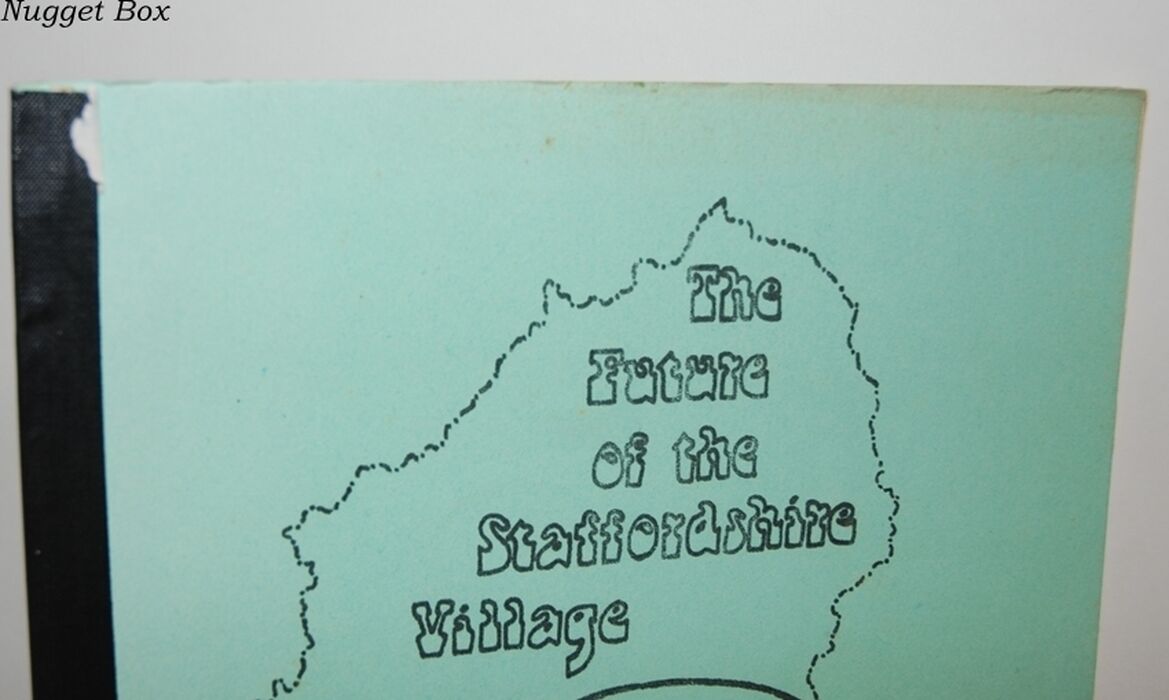 Nugget Box
The
Future
of the
Staffordshire
Village